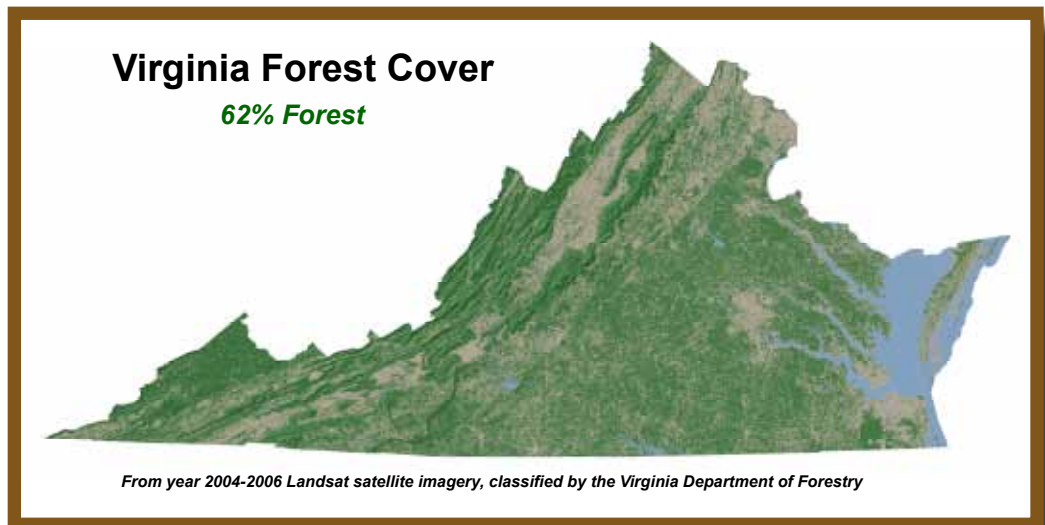 Virginia Forest Cover
62% Forest
From year 2004-2006 Landsat satellite imagery, classified by the Virginia Department of Forestry